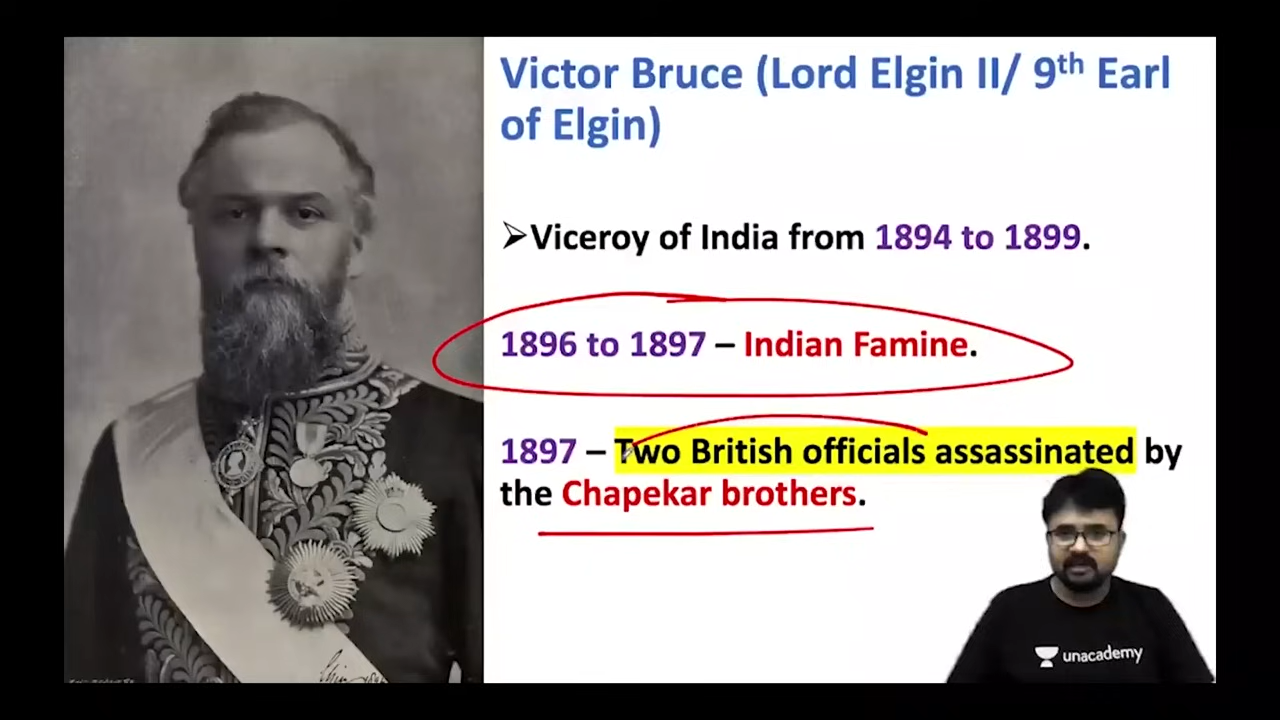 Victor Bruce (Lord Elgin II/ 9th Earl
of Elgin)
➢Viceroy of India from 1894 to 1899.
1896 to 1897 – Indian Famine.
1897 – Two British officials assassinated by
the Chapekar brothers.
unacademy